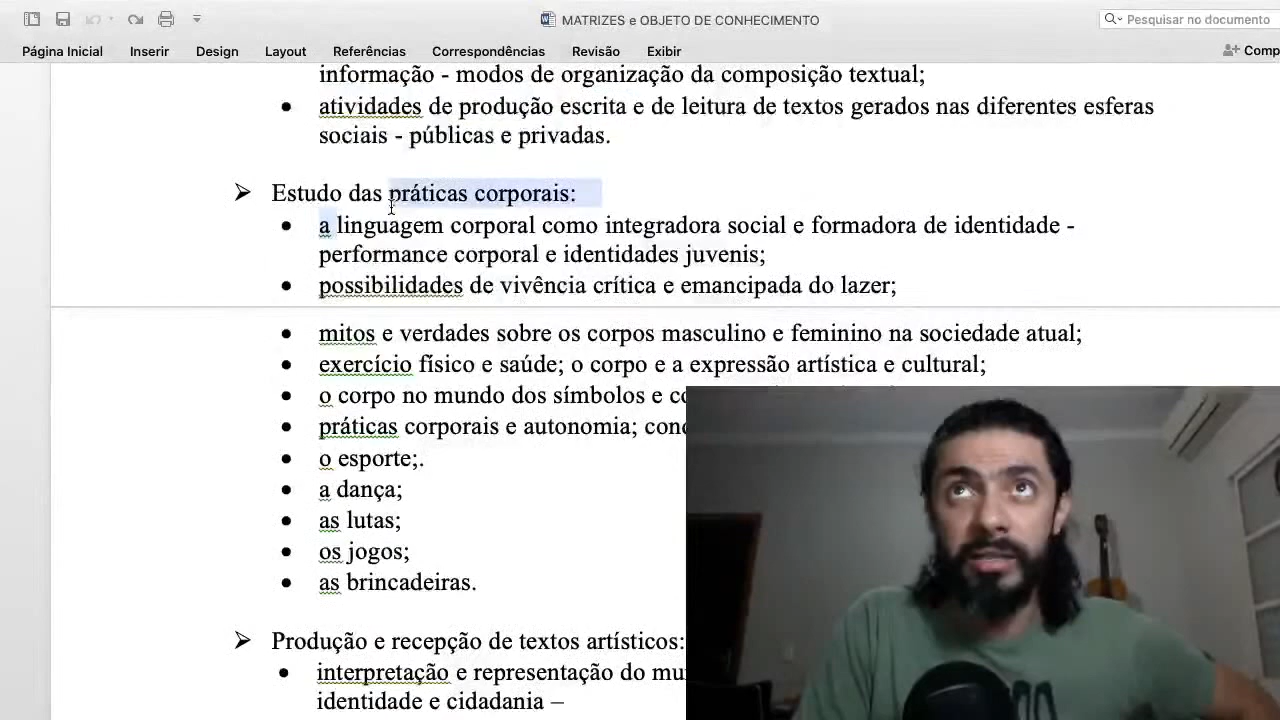 MATRIZES e OBJETO DE CONHECIMENTO
Pesquisar no documento
Página Inicial Inserir Design Layout Referências Correspondências Revisão Exibir Comp
informação - modos de organização da composição textual;
atividades de produção escrita e de leitura de textos gerados nas diferentes esferas
sociais - públicas e privadas.
Estudo das práticas corporais:
a linguagem corporal como integradora social e formadora de identidade -
performance corporal e identidades juvenis;
possibilidades de vivência crítica e emancipada do lazer;
mitos e verdades sobre os corpos masculino e feminino na sociedade atual;
exercício físico e saúde; o corpo e a expressão artística e cultural;
o corpo no mundo dos símbolos e
práticas corporais e autonomia;
o esporte;.
a dança;
as lutas;
os jogos;
as brincadeiras.
Produção e recepção de textos artísticos:
interpretação e representação do
identidade e cidadania –